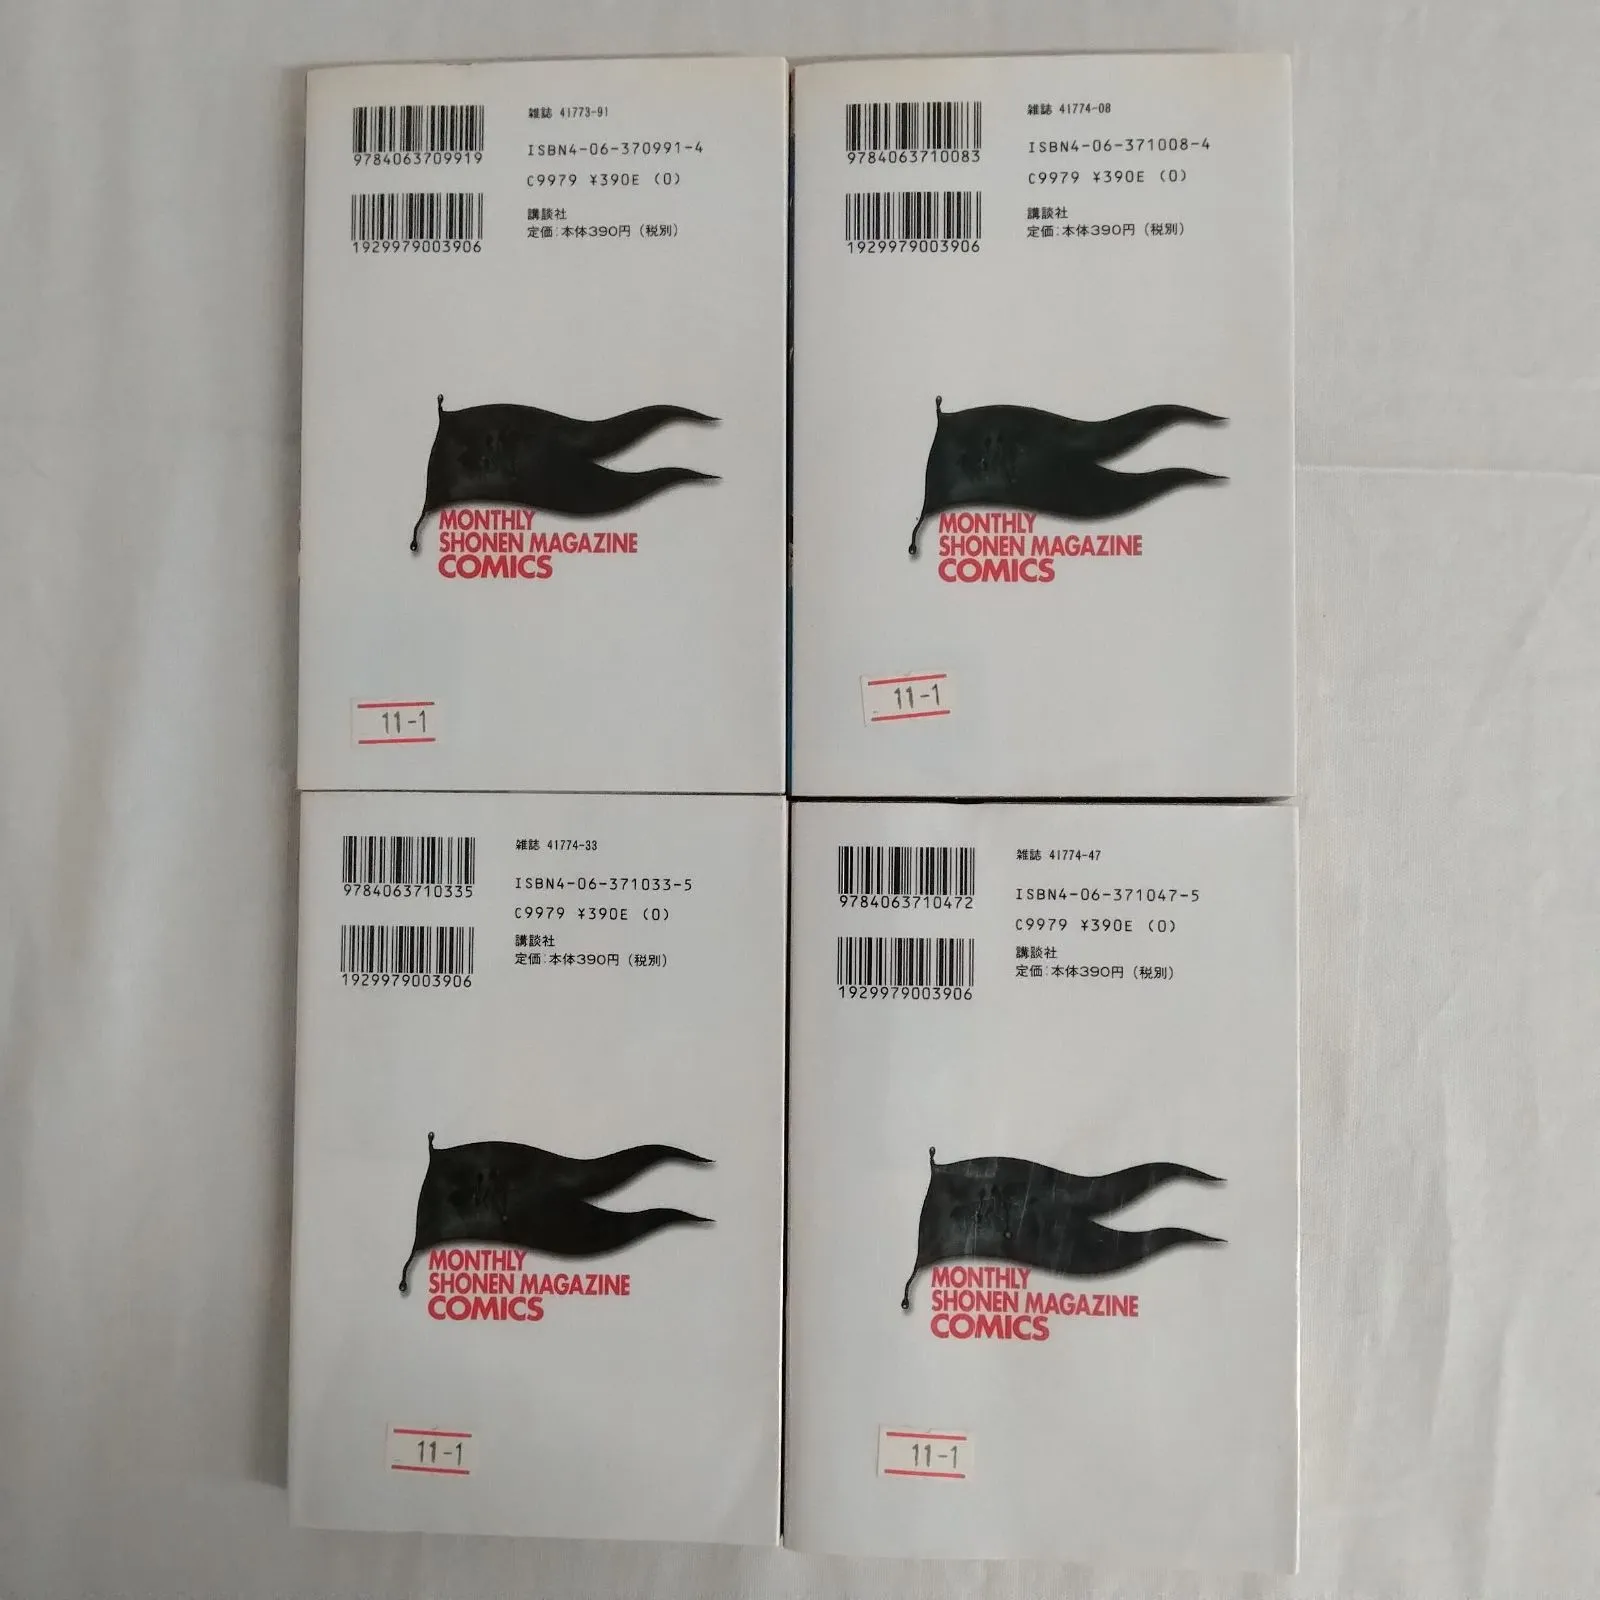 雑誌 41773-91
9784063709919
ISBN4-06-370991-4
C9979 ¥390E (0)
1929979003906
講談社
定価:本体390円(税別)
MONTHLY
SHONEN MAGAZINE
COMICS
11-1
雑誌 41774-08
9784063710083
ISBN4-06-371008-4
C9979 ¥390E (0)
1929979003906
講談社
定価:本体390円(税別)
MONTHLY
SHONEN MAGAZINE
COMICS
11-1
雑誌 41774-33
9784063710335
ISBN4-06-371033-5
C9979 ¥390E (0)
1929979003906
講談社
定価:本体390円(税別)
MONTHLY
SHONEN MAGAZINE
COMICS
11-1
雑誌 41774-47
9784063710472
ISBN4-06-371047-5
C9979 ¥390E (0)
1929979003906
講談社
定価:本体390円(税別)
MONTHLY
SHONEN MAGAZINE
COMICS
11-1